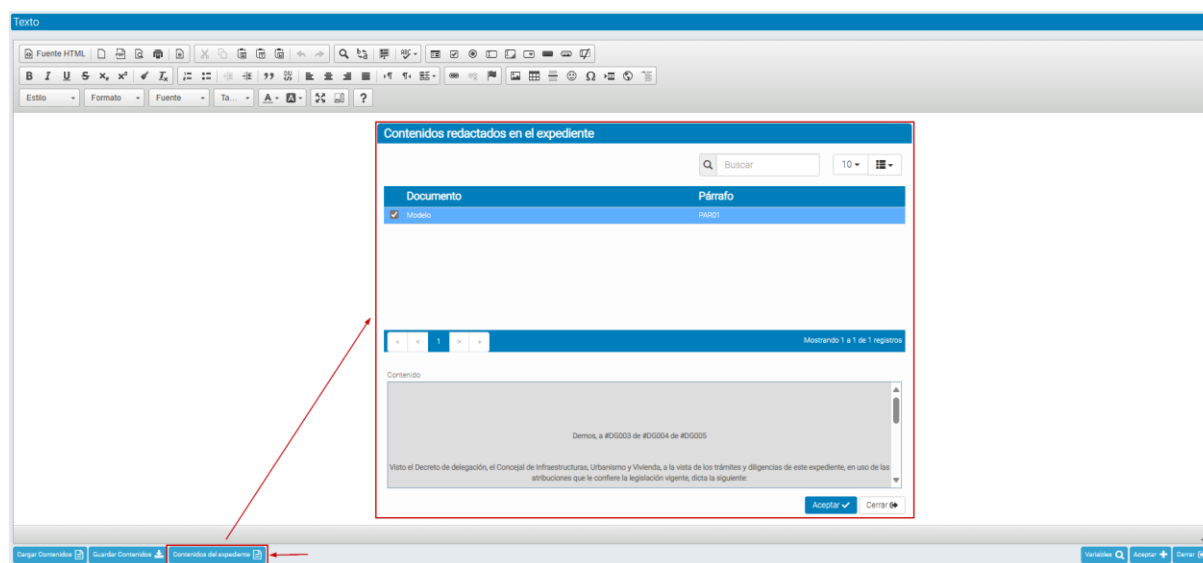 Texto
Fuente HTML
B I U S x₂ x² Iₓ
Estilo Formato Fuente Ta... A A ?
Contenidos redactados en el expediente
Buscar 10
Documento Párrafo
Modelo PAR01
« < 1 > » Mostrando 1 a 1 de 1 registros
Contenido
Demos, a #DG003 de #DG004 de #DG005
Visto el Decreto de delegación, el Concejal de Infraestructuras, Urbanismo y Vivienda, a la vista de los trámites y diligencias de este expediente, en uso de las
atribuciones que le confiere la legislación vigente, dicta la siguiente:
Aceptar Cerrar
Cargar Contenidos Guardar Contenidos Contenidos del expediente Variables Aceptar Cerrar